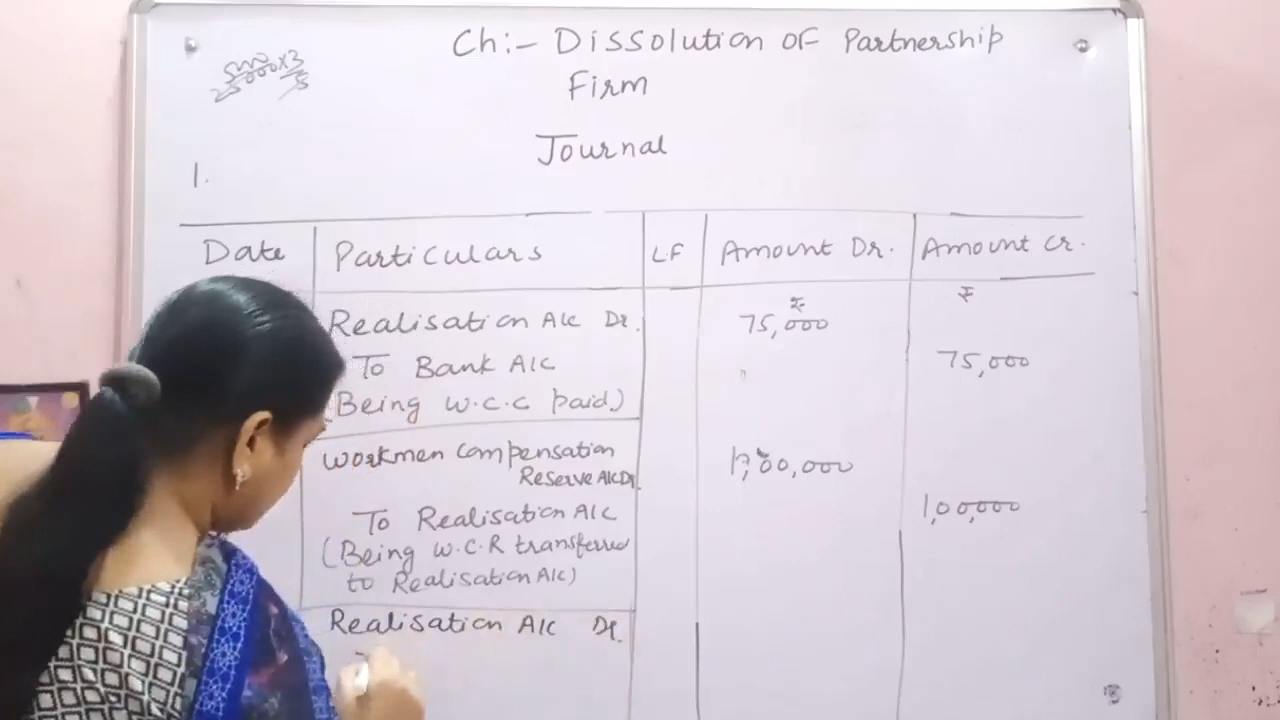 Ch:- Dissolution of Partnership
Firm
Journal
1.
Date Particulars L.F Amount Dr. Amount Cr.
₹ ₹
Realisation A/c Dr. 75,000
To Bank A/c 75,000
(Being W.C.C paid)
Workmen Compensation
Reserve A/c Dr. 1,00,000
To Realisation A/c 1,00,000
(Being W.C.R transferred
to Realisation A/c)
Realisation A/c Dr.